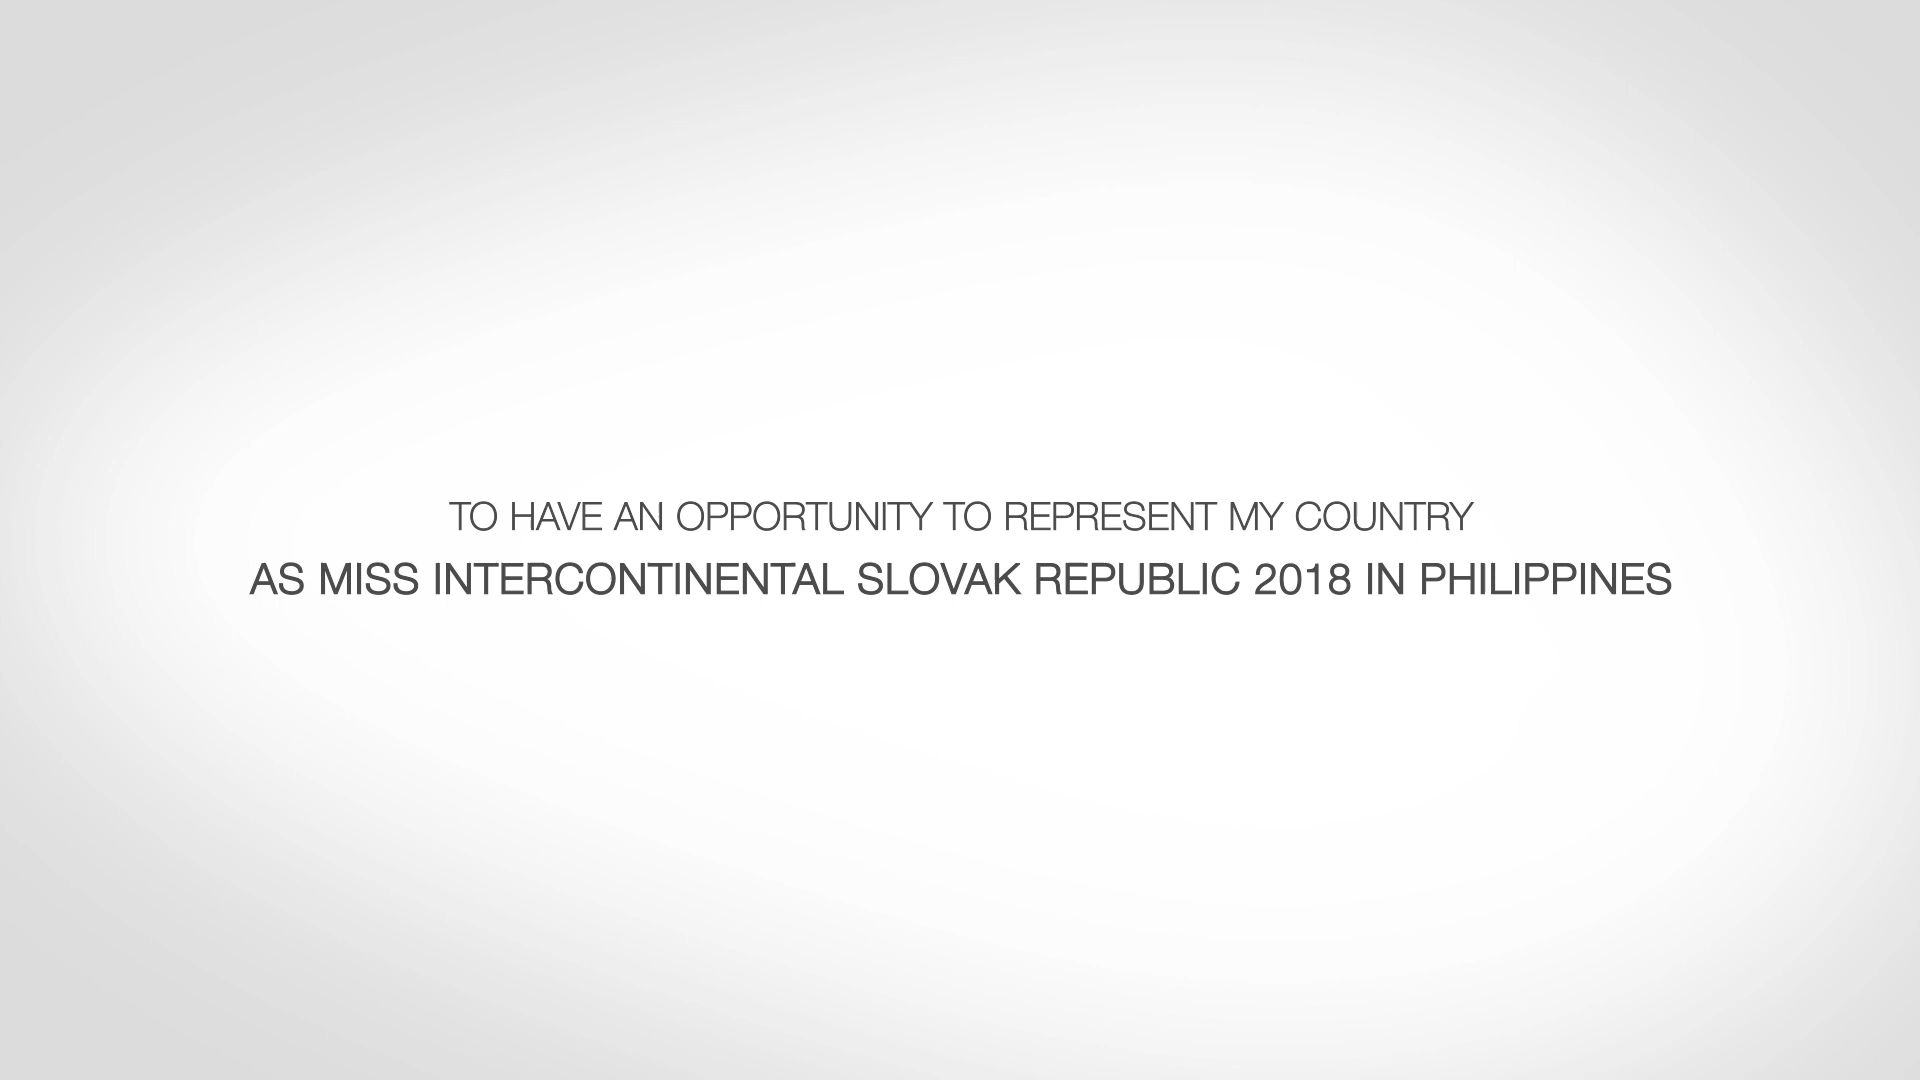 TO HAVE AN OPPORTUNITY TO REPRESENT MY COUNTRY
AS MISS INTERCONTINENTAL SLOVAK REPUBLIC 2018 IN PHILIPPINES